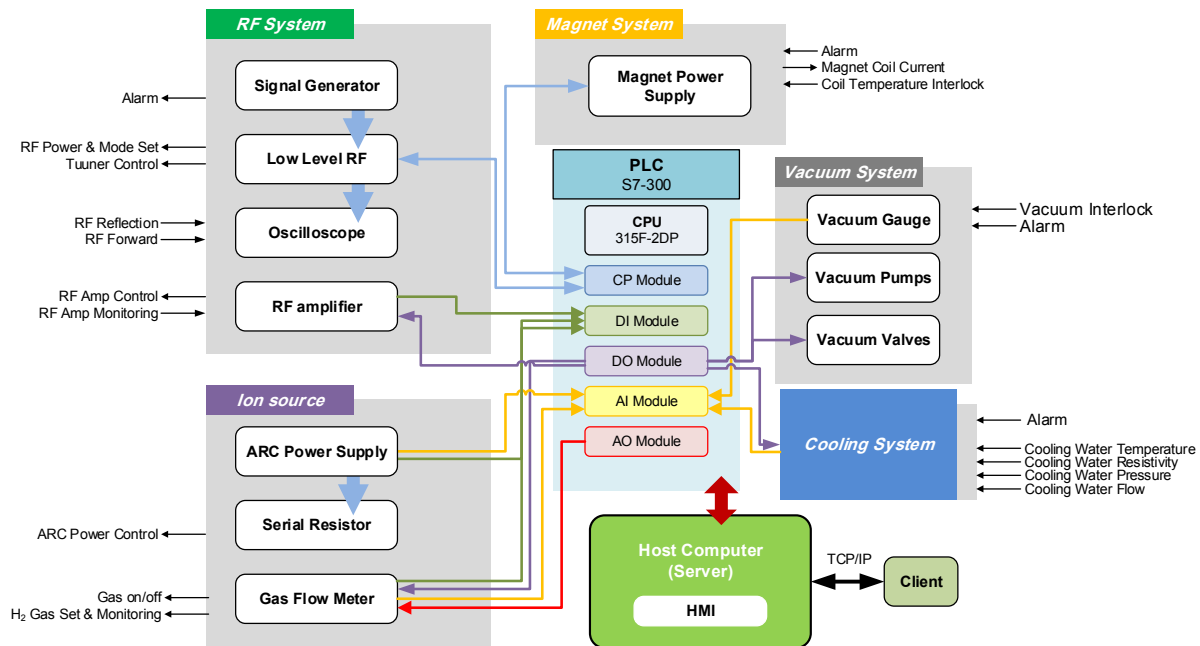 RF System
Signal Generator
Low Level RF
Oscilloscope
RF amplifier
Alarm
RF Power & Mode Set
Tuuner Control
RF Reflection
RF Forward
RF Amp Control
RF Amp Monitoring
Ion source
ARC Power Supply
Serial Resistor
Gas Flow Meter
ARC Power Control
Gas on/off
H₂ Gas Set & Monitoring
Magnet System
Magnet Power
Supply
Alarm
Magnet Coil Current
Coil Temperature Interlock
PLC
S7-300
CPU
315F-2DP
CP Module
DI Module
DO Module
AI Module
AO Module
Vacuum System
Vacuum Gauge
Vacuum Pumps
Vacuum Valves
Vacuum Interlock
Alarm
Cooling System
Alarm
Cooling Water Temperature
Cooling Water Resistivity
Cooling Water Pressure
Cooling Water Flow
Host Computer
(Server)
HMI
TCP/IP
Client